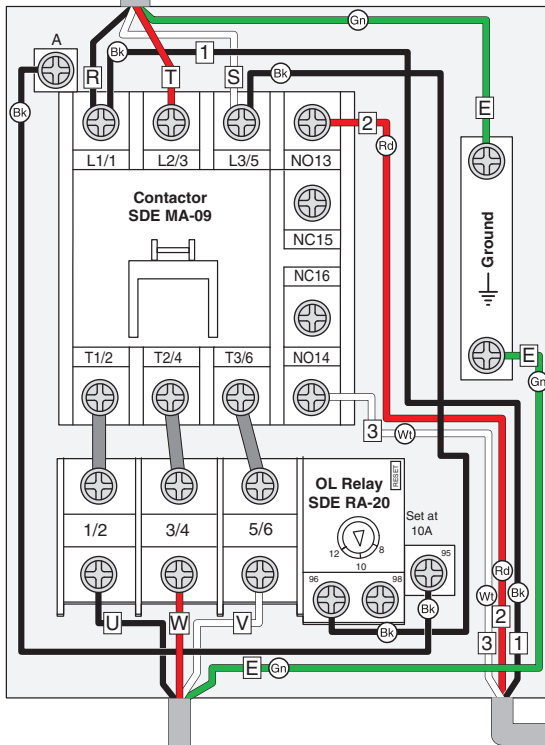 Gn
A
Bk
1
Bk
R
T
S
Bk
E
2
Rd
L1/1
L2/3
L3/5
NO13
Contactor
SDE MA-09
NC15
Ground
NC16
T1/2
T2/4
T3/6
NO14
E
Gn
3
Wt
OL Relay
SDE RA-20
RESET
1/2
3/4
5/6
Set at
10A
12
8
10
95
96
98
Rd
Wt
Bk
Bk
2
U
W
V
Bk
3
1
E
Gn